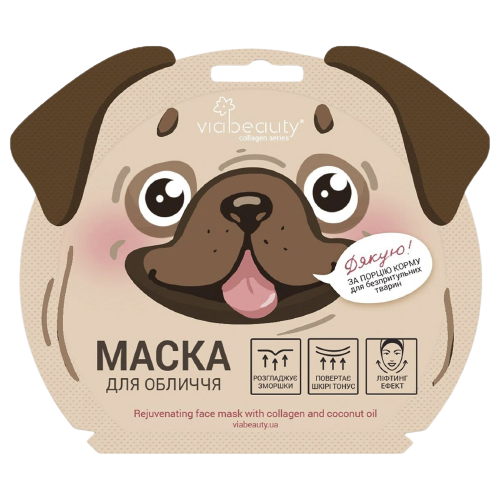 viabeauty®
collagen series
Дякую!
ЗА ПОРЦІЮ КОРМУ
для безпритульних
тварин
МАСКА
ДЛЯ ОБЛИЧЧЯ
РОЗГЛАДЖУЄ
ЗМОРШКИ
ПОВЕРТАЄ
ШКІРІ ТОНУС
ЛІФТИНГ
ЕФЕКТ
Rejuvenating face mask with collagen and coconut oil
viabeauty.ua